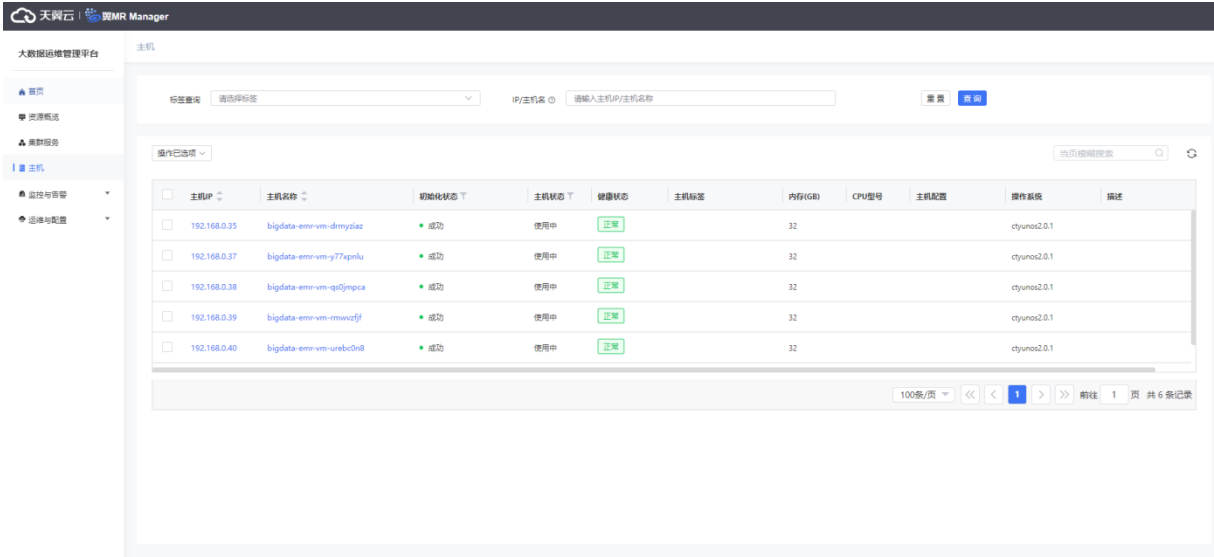 天翼云 翼MR Manager
大数据运维管理平台
主机
首页
资源概览
集群服务
主机
监控与告警
运维与配置
标签查询 请选择标签 IP/主机名 请输入主机IP/主机名称 重置 查询
操作已选项 当页模糊搜索
主机IP 主机名称 初始化状态 主机状态 健康状态 主机标签 内存(GB) CPU型号 主机配置 操作系统 描述
192.168.0.35 bigdata-emr-vm-drmyziaz 成功 使用中 正常 32 ctyunos2.0.1
192.168.0.37 bigdata-emr-vm-y77xpnlu 成功 使用中 正常 32 ctyunos2.0.1
192.168.0.38 bigdata-emr-vm-qs0jmpca 成功 使用中 正常 32 ctyunos2.0.1
192.168.0.39 bigdata-emr-vm-rmwvzfjf 成功 使用中 正常 32 ctyunos2.0.1
192.168.0.40 bigdata-emr-vm-urebc0n8 成功 使用中 正常 32 ctyunos2.0.1
100条/页 1 前往 1 页 共 6 条记录